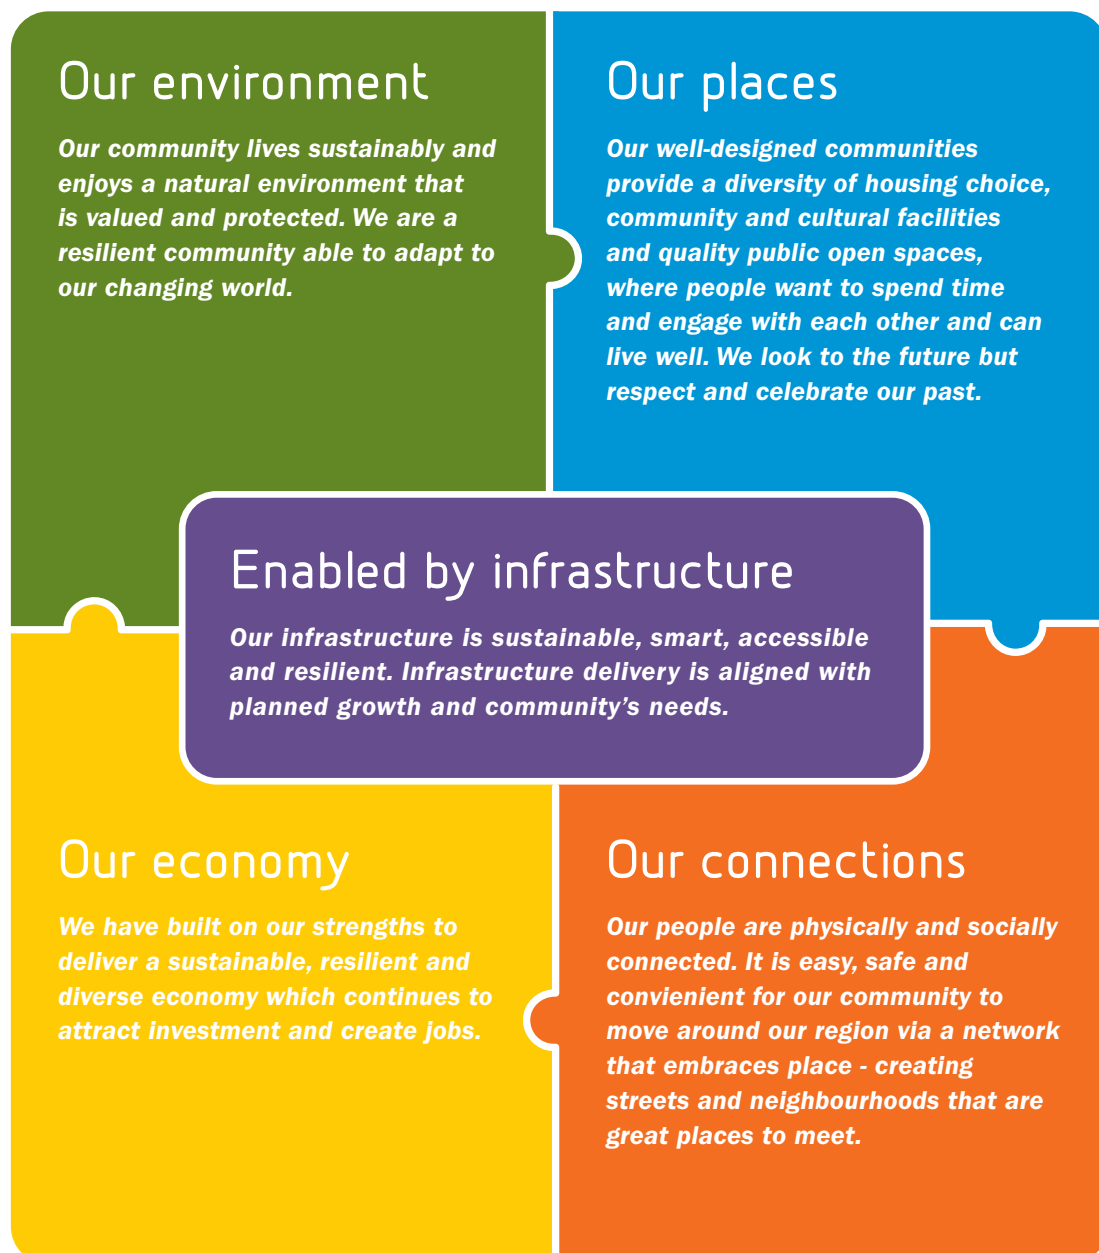 Our environment
Our community lives sustainably and
enjoys a natural environment that
is valued and protected. We are a
resilient community able to adapt to
our changing world.
Our places
Our well-designed communities
provide a diversity of housing choice,
community and cultural facilities
and quality public open spaces,
where people want to spend time
and engage with each other and can
live well. We look to the future but
respect and celebrate our past.
Enabled by infrastructure
Our infrastructure is sustainable, smart, accessible
and resilient. Infrastructure delivery is aligned with
planned growth and community’s needs.
Our economy
We have built on our strengths to
deliver a sustainable, resilient and
diverse economy which continues to
attract investment and create jobs.
Our connections
Our people are physically and socially
connected. It is easy, safe and
convienient for our community to
move around our region via a network
that embraces place - creating
streets and neighbourhoods that are
great places to meet.